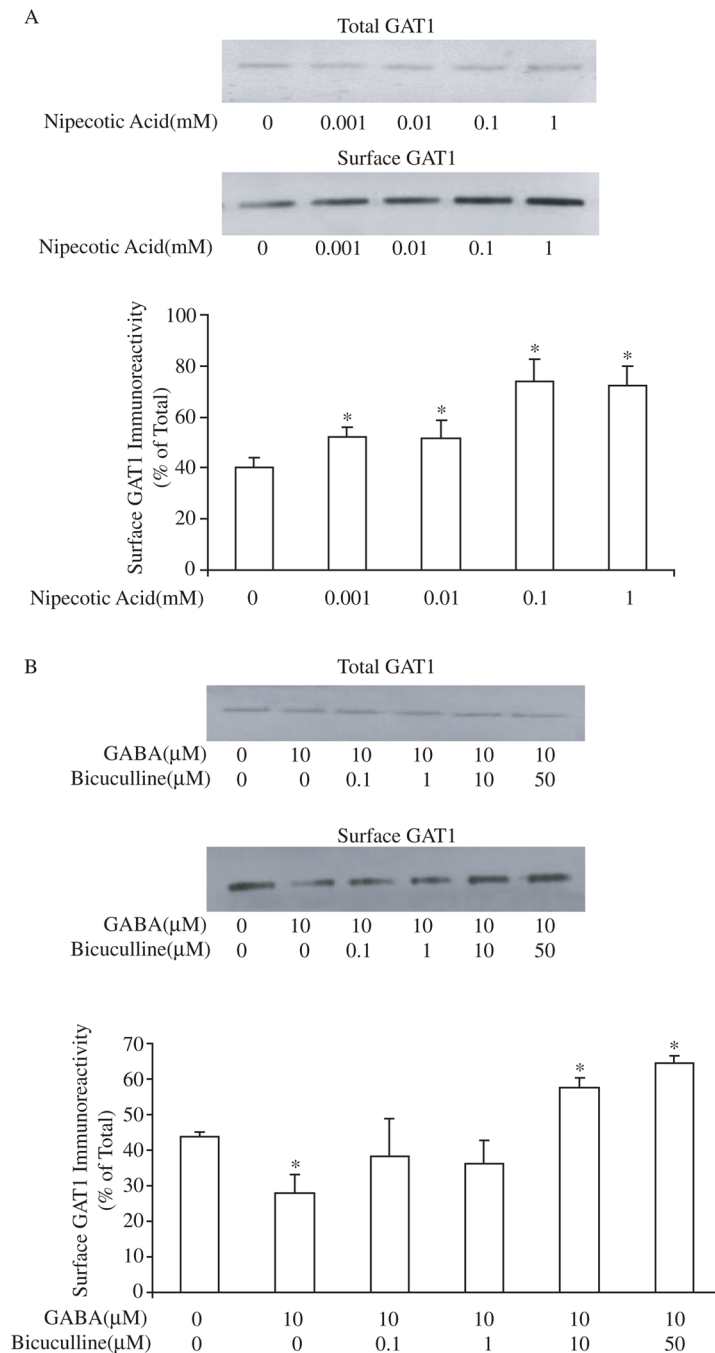 A
Total GAT1
Nipecotic Acid(mM) 0 0.001 0.01 0.1 1
Surface GAT1
Nipecotic Acid(mM) 0 0.001 0.01 0.1 1
Surface GAT1 Immunoreactivity
(% of Total)
100
80
60
40
20
0
* * * *
Nipecotic Acid(mM) 0 0.001 0.01 0.1 1
B
Total GAT1
GABA(μM) 0 10 10 10 10 10
Bicuculline(μM) 0 0 0.1 1 10 50
Surface GAT1
GABA(μM) 0 10 10 10 10 10
Bicuculline(μM) 0 0 0.1 1 10 50
Surface GAT1 Immunoreactivity
(% of Total)
70
60
50
40
30
20
10
0
* * *
GABA(μM) 0 10 10 10 10 10
Bicuculline(μM) 0 0 0.1 1 10 50